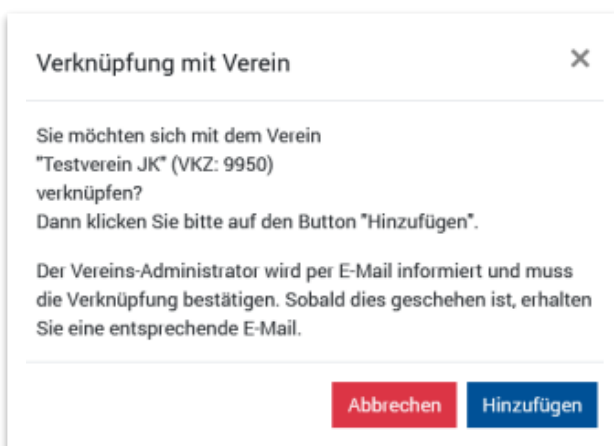 Verknüpfung mit Verein
Sie möchten sich mit dem Verein
"Testverein JK" (VKZ: 9950)
verknüpfen?
Dann klicken Sie bitte auf den Button "Hinzufügen".
Der Vereins-Administrator wird per E-Mail informiert und muss
die Verknüpfung bestätigen. Sobald dies geschehen ist, erhalten
Sie eine entsprechende E-Mail.
Abbrechen Hinzufügen